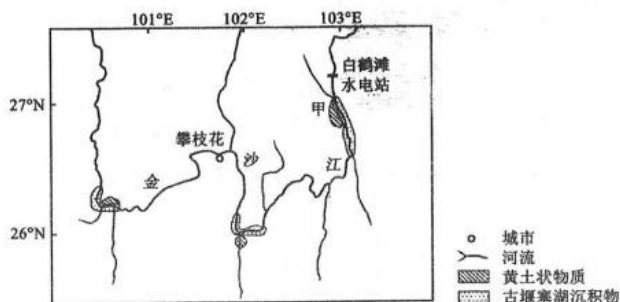 101°E 102°E 103°E
白鹤滩
水电站
27°N
甲
攀枝花
金 沙 江
26°N
城市
河流
黄土状物质
古堰塞湖沉积物